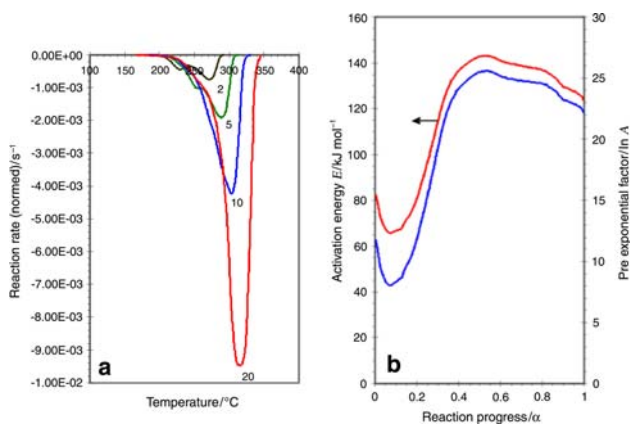 0.00E+00
-1.00E-03
-2.00E-03
-3.00E-03
-4.00E-03
-5.00E-03
-6.00E-03
-7.00E-03
-8.00E-03
-9.00E-03
-1.00E-02
Reaction rate (normed)/s⁻¹
100 150 200 250 300 350 400
2
5
10
20
a
Temperature/°C
160
140
120
100
80
60
40
20
0
Activation energy E/kJ mol⁻¹
30
25
20
15
10
5
0
Pre exponential factor/ln A
b
0 0.2 0.4 0.6 0.8 1
Reaction progress/α